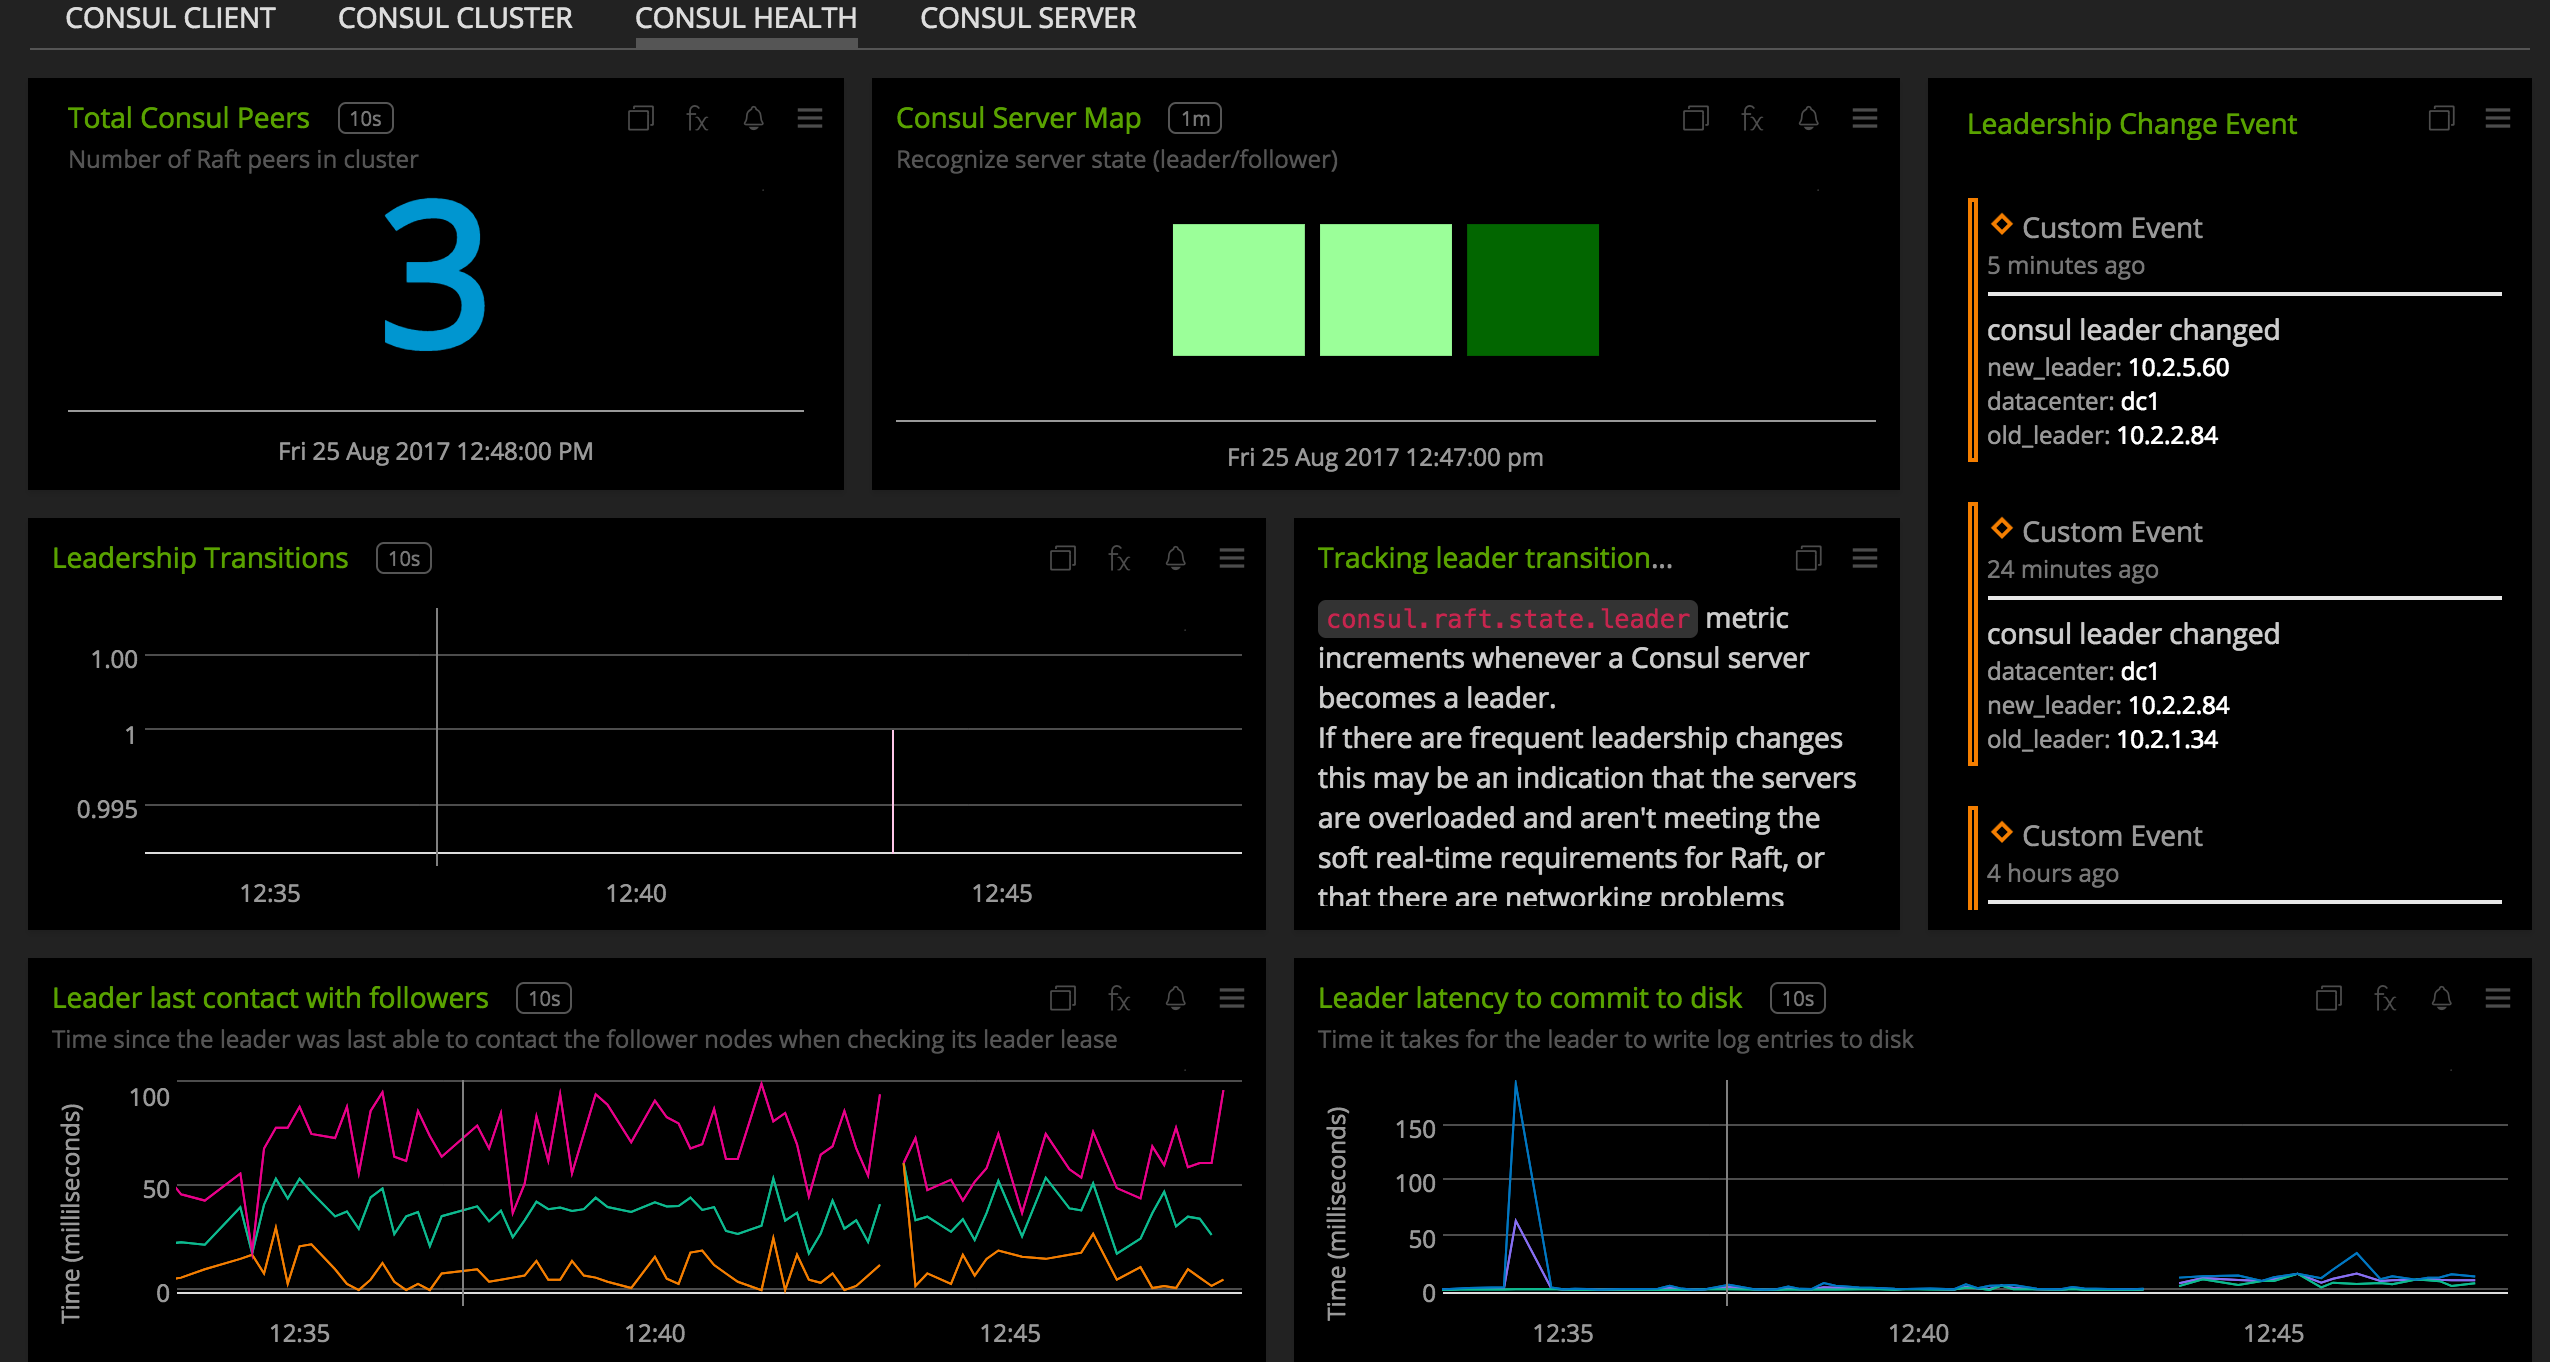 CONSUL CLIENT CONSUL CLUSTER CONSUL HEALTH CONSUL SERVER
Total Consul Peers 10s fx
Number of Raft peers in cluster
3
Fri 25 Aug 2017 12:48:00 PM
Consul Server Map 1m fx
Recognize server state (leader/follower)
Fri 25 Aug 2017 12:47:00 pm
Leadership Change Event
Custom Event
5 minutes ago
consul leader changed
new_leader: 10.2.5.60
datacenter: dc1
old_leader: 10.2.2.84
Custom Event
24 minutes ago
consul leader changed
datacenter: dc1
new_leader: 10.2.2.84
old_leader: 10.2.1.34
Custom Event
4 hours ago
Leadership Transitions 10s fx
1.00
1
0.995
12:35 12:40 12:45
Tracking leader transition...
consul.raft.state.leader metric
increments whenever a Consul server
becomes a leader.
If there are frequent leadership changes
this may be an indication that the servers
are overloaded and aren't meeting the
soft real-time requirements for Raft, or
that there are networking problems
Leader last contact with followers 10s fx
Time since the leader was last able to contact the follower nodes when checking its leader lease
Time (milliseconds)
100
50
0
12:35 12:40 12:45
Leader latency to commit to disk 10s fx
Time it takes for the leader to write log entries to disk
Time (milliseconds)
150
100
50
0
12:35 12:40 12:45